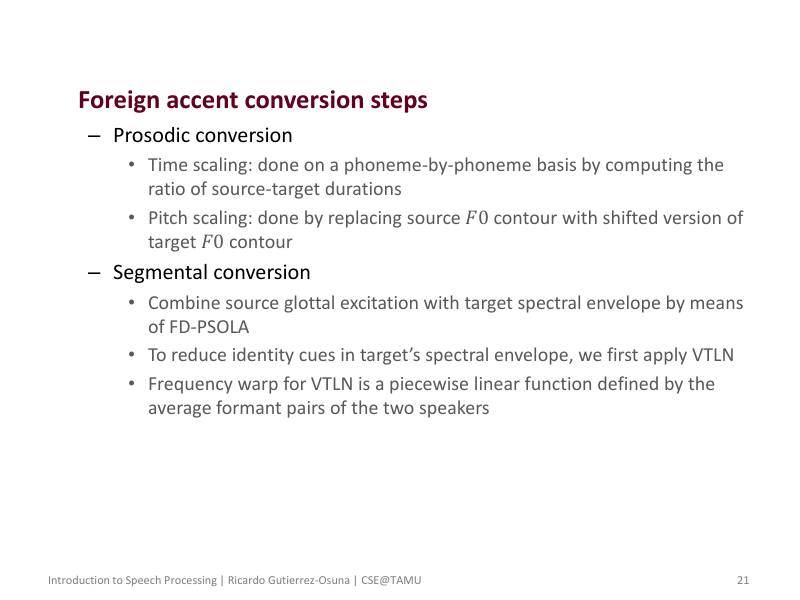 Foreign accent conversion steps
– Prosodic conversion
• Time scaling: done on a phoneme-by-phoneme basis by computing the
ratio of source-target durations
• Pitch scaling: done by replacing source F0 contour with shifted version of
target F0 contour
– Segmental conversion
• Combine source glottal excitation with target spectral envelope by means
of FD-PSOLA
• To reduce identity cues in target’s spectral envelope, we first apply VTLN
• Frequency warp for VTLN is a piecewise linear function defined by the
average formant pairs of the two speakers
Introduction to Speech Processing | Ricardo Gutierrez-Osuna | CSE@TAMU
21